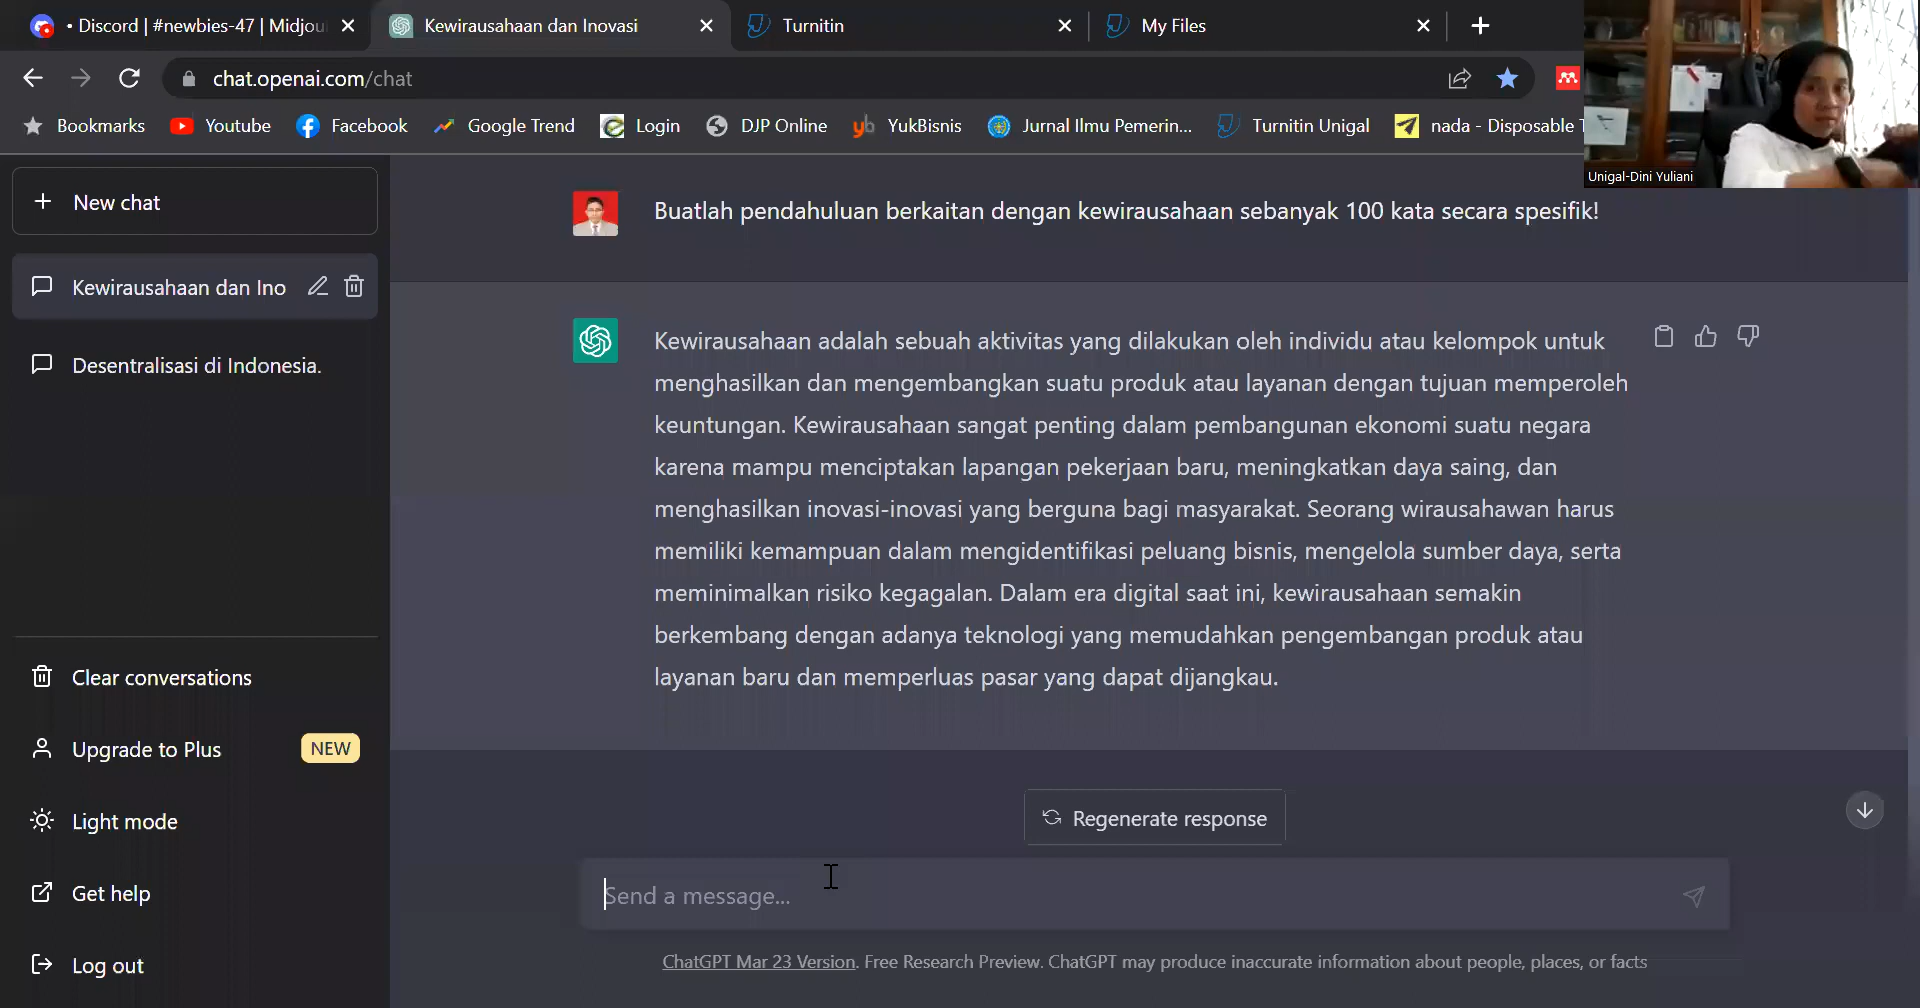 • Discord | #newbies-47 | Midjou
Kewirausahaan dan Inovasi
Turnitin
My Files
chat.openai.com/chat
Bookmarks
Youtube
Facebook
Google Trend
Login
DJP Online
yb YukBisnis
Jurnal Ilmu Pemerin...
Turnitin Unigal
nada - Disposable T
Unigal-Dini Yuliani
+ New chat
Kewirausahaan dan Ino
Desentralisasi di Indonesia.
Clear conversations
Upgrade to Plus
NEW
Light mode
Get help
Log out
Buatlah pendahuluan berkaitan dengan kewirausahaan sebanyak 100 kata secara spesifik!
Kewirausahaan adalah sebuah aktivitas yang dilakukan oleh individu atau kelompok untuk
menghasilkan dan mengembangkan suatu produk atau layanan dengan tujuan memperoleh
keuntungan. Kewirausahaan sangat penting dalam pembangunan ekonomi suatu negara
karena mampu menciptakan lapangan pekerjaan baru, meningkatkan daya saing, dan
menghasilkan inovasi-inovasi yang berguna bagi masyarakat. Seorang wirausahawan harus
memiliki kemampuan dalam mengidentifikasi peluang bisnis, mengelola sumber daya, serta
meminimalkan risiko kegagalan. Dalam era digital saat ini, kewirausahaan semakin
berkembang dengan adanya teknologi yang memudahkan pengembangan produk atau
layanan baru dan memperluas pasar yang dapat dijangkau.
Regenerate response
Send a message...
ChatGPT Mar 23 Version. Free Research Preview. ChatGPT may produce inaccurate information about people, places, or facts